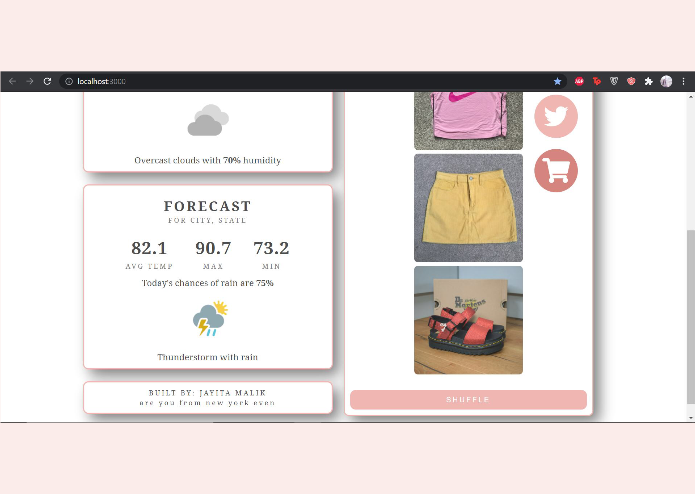 localhost:3000
ABP
Overcast clouds with 70% humidity
FORECAST
FOR CITY, STATE
82.1 90.7 73.2
AVG TEMP MAX MIN
Today's chances of rain are 75%
Thunderstorm with rain
BUILT BY: JAYITA MALIK
are you from new york even
Dr. Martens
SHUFFLE